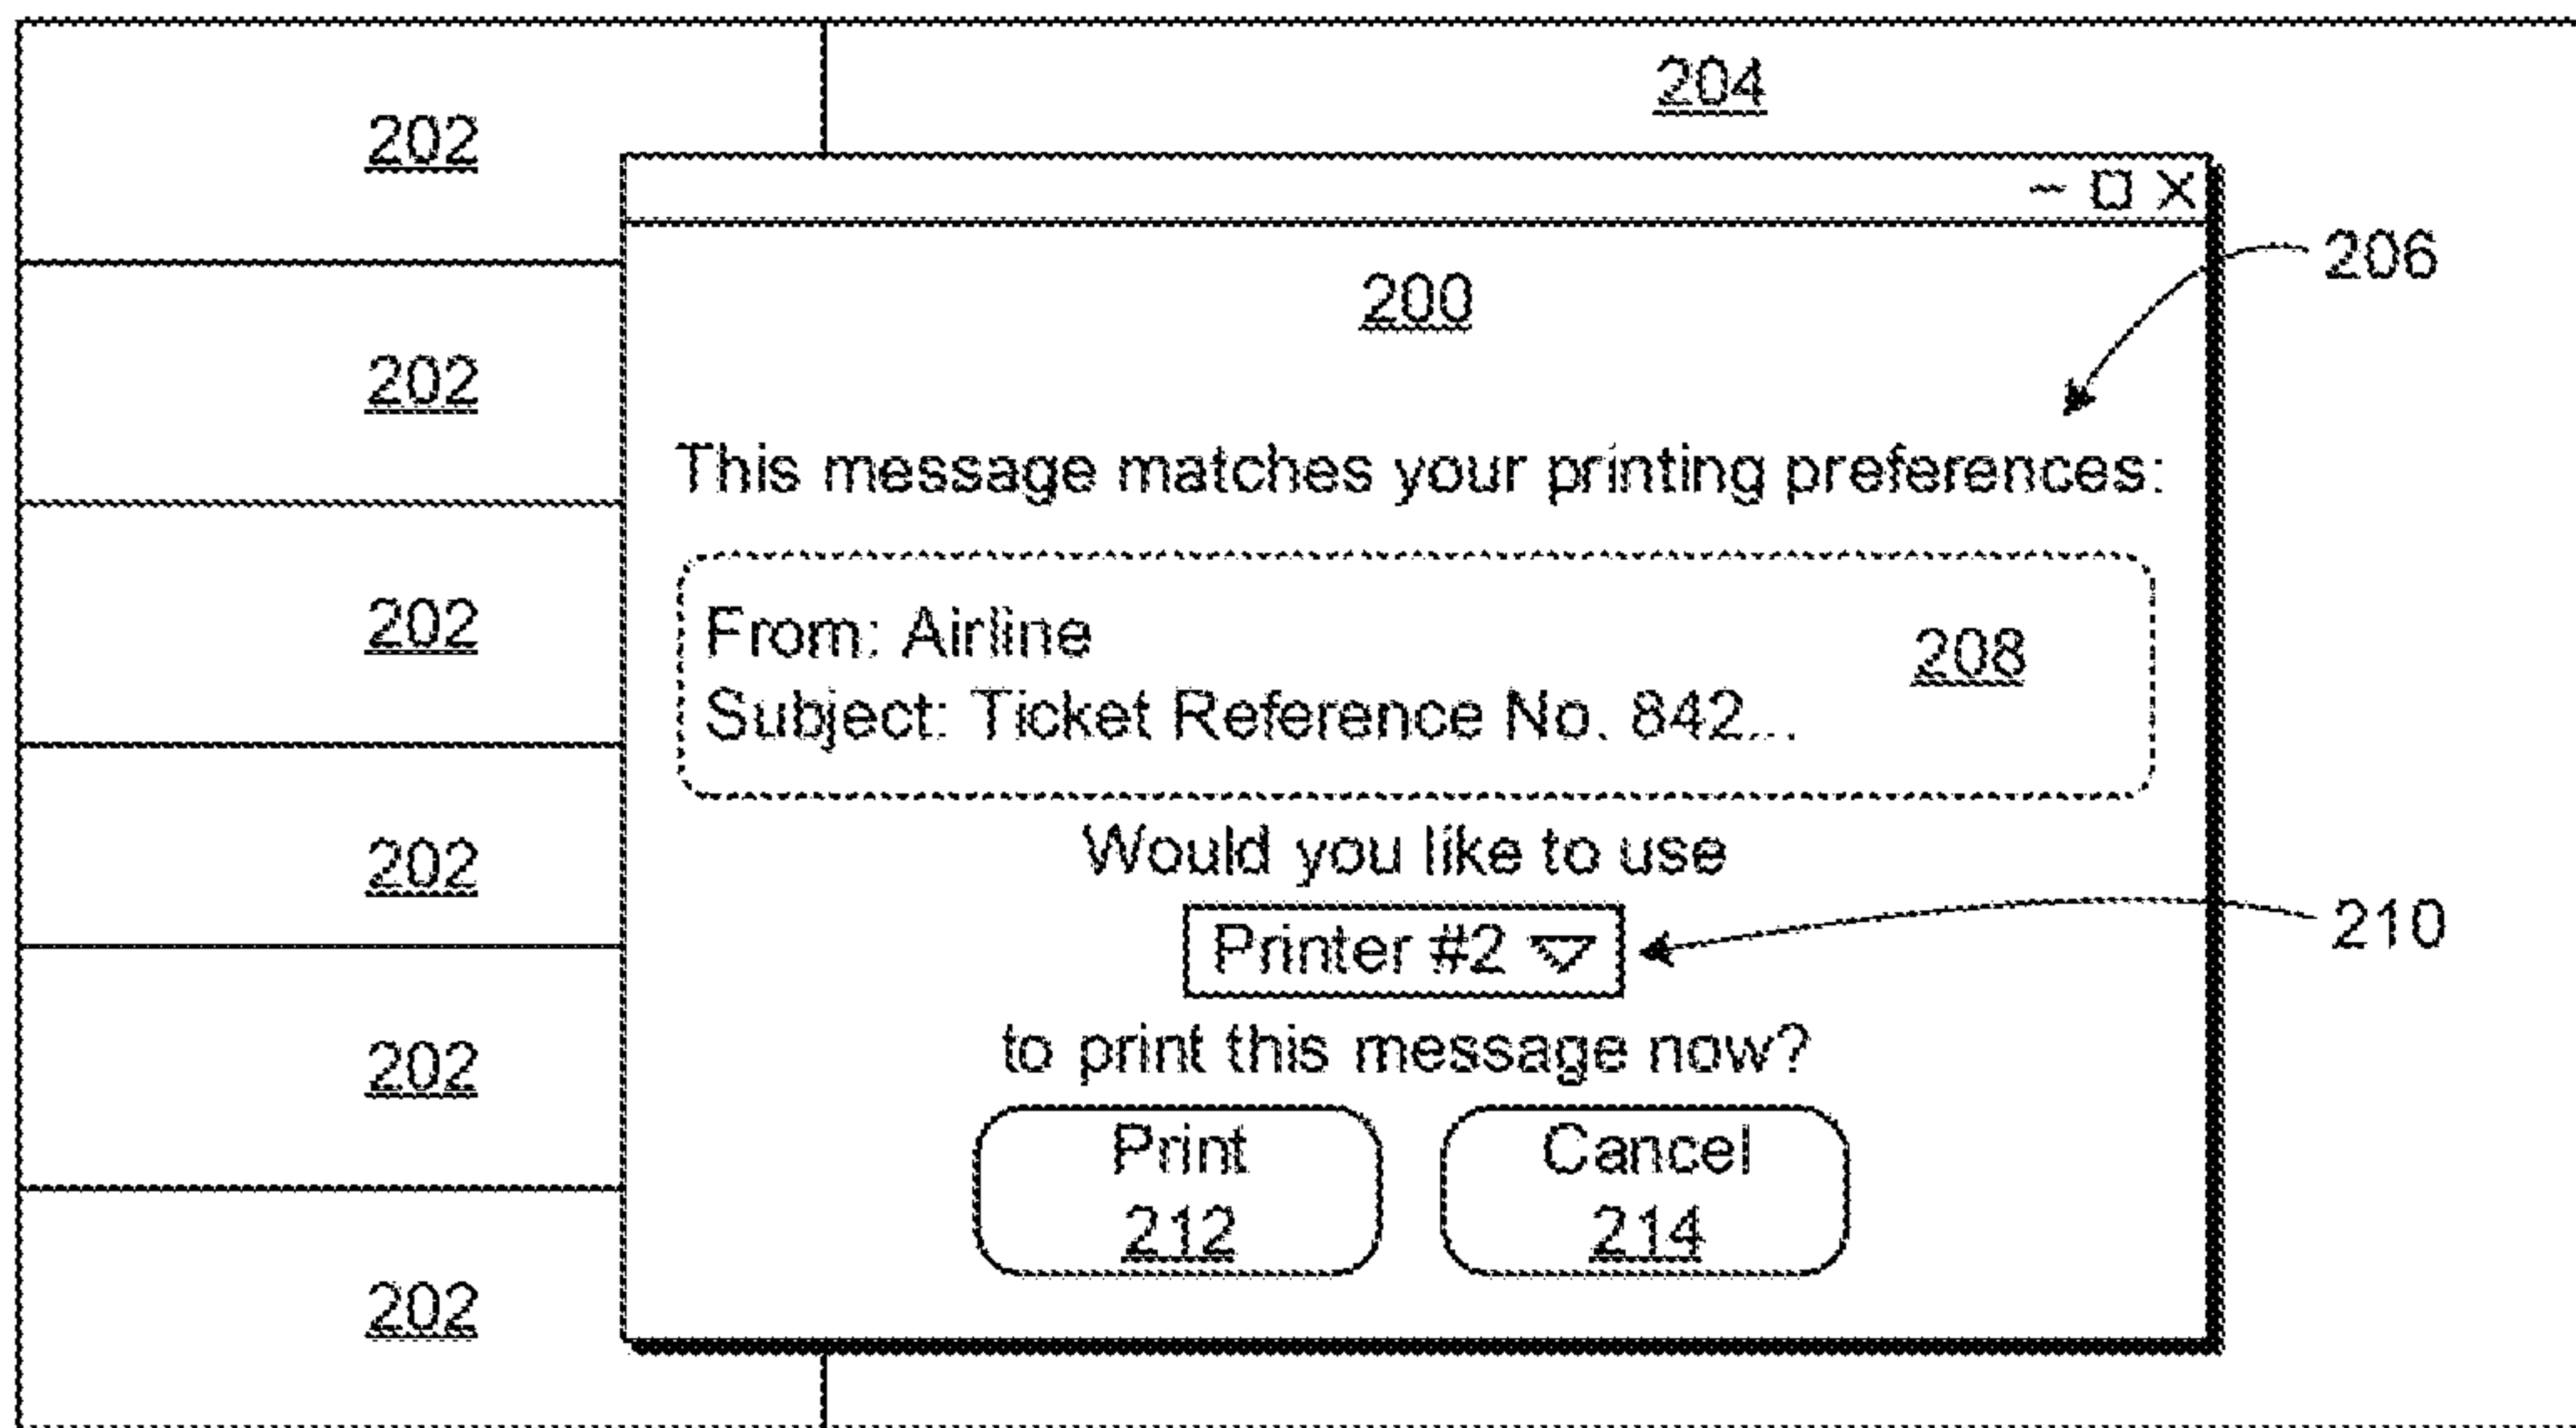 204
202
206
200
202
This message matches your printing preferences:
202
From: Airline
208
Subject: Ticket Reference No. 842...
202
Would you like to use
Printer #2
210
to print this message now?
202
Print
212
Cancel
214
202